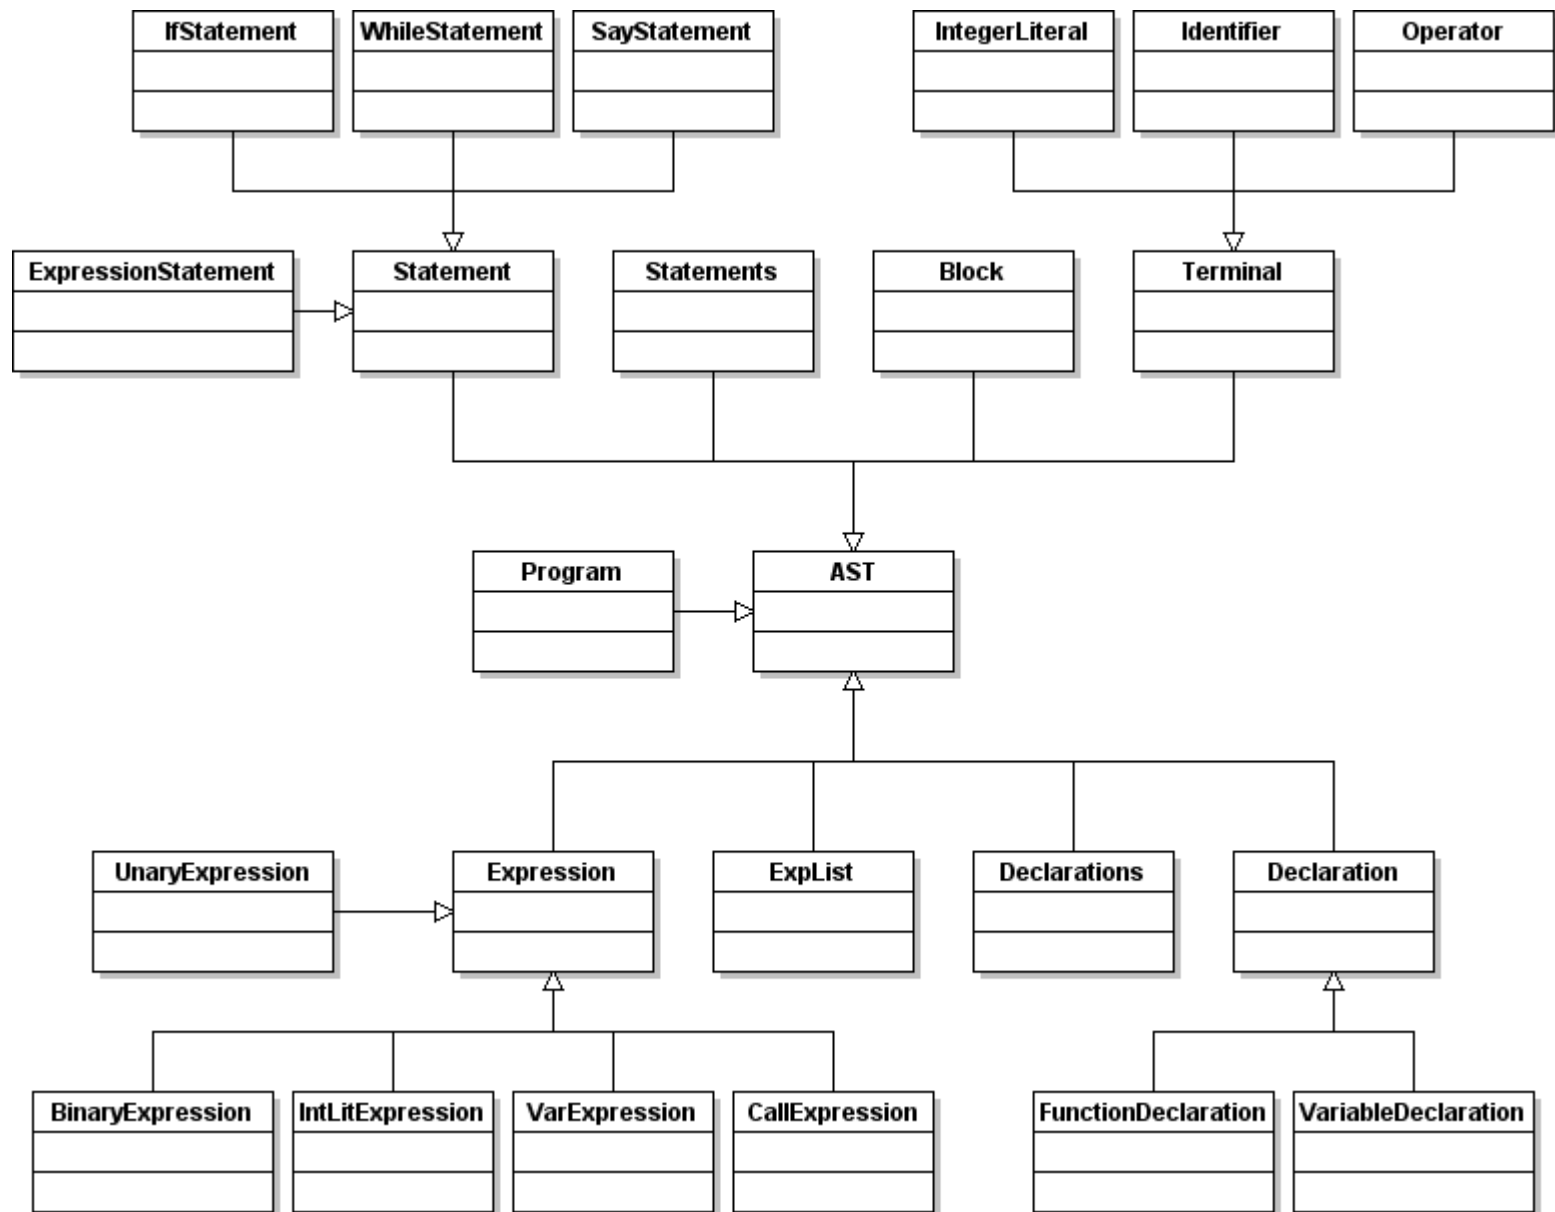 IfStatement
WhileStatement
SayStatement
IntegerLiteral
Identifier
Operator
ExpressionStatement
Statement
Statements
Block
Terminal
Program
AST
UnaryExpression
Expression
ExpList
Declarations
Declaration
BinaryExpression
IntLitExpression
VarExpression
CallExpression
FunctionDeclaration
VariableDeclaration